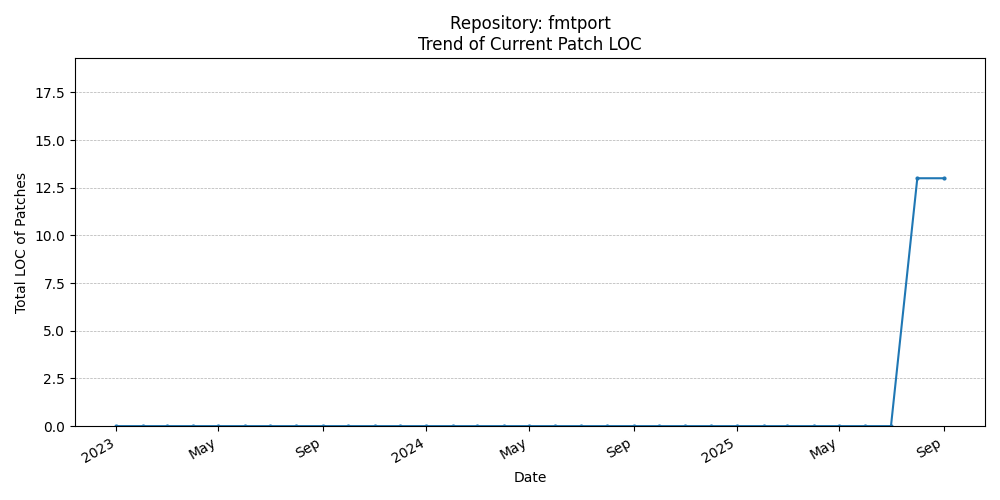 Repository: fmtport
Trend of Current Patch LOC
Total LOC of Patches
17.5
15.0
12.5
10.0
7.5
5.0
2.5
0.0
2023
May
Sep
2024
May
Sep
2025
May
Sep
Date